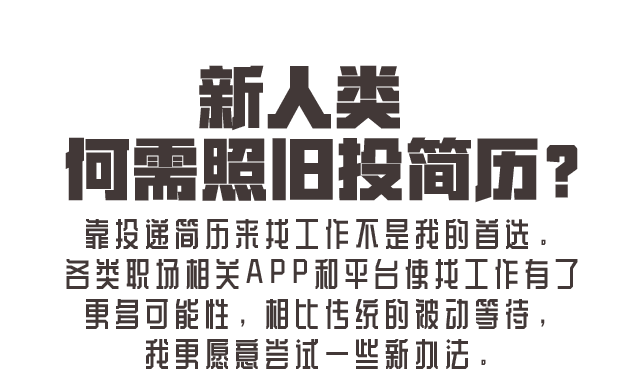 新人类
何需照旧投简历?
靠投递简历来找工作不是我的首选。
各类职场相关APP和平台使找工作有了
更多可能性，相比传统的被动等待，
我更愿意尝试一些新办法。